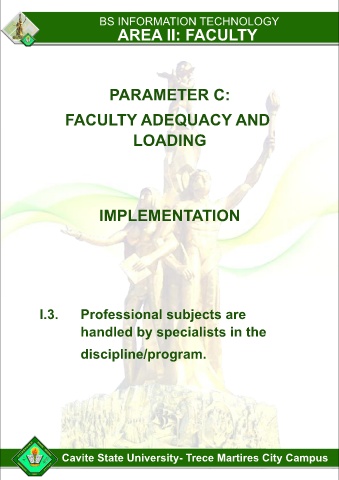 BS INFORMATION TECHNOLOGY
AREA II: FACULTY
PARAMETER C:
FACULTY ADEQUACY AND
LOADING
IMPLEMENTATION
I.3. Professional subjects are
handled by specialists in the
discipline/program.
Cavite State University- Trece Martires City Campus